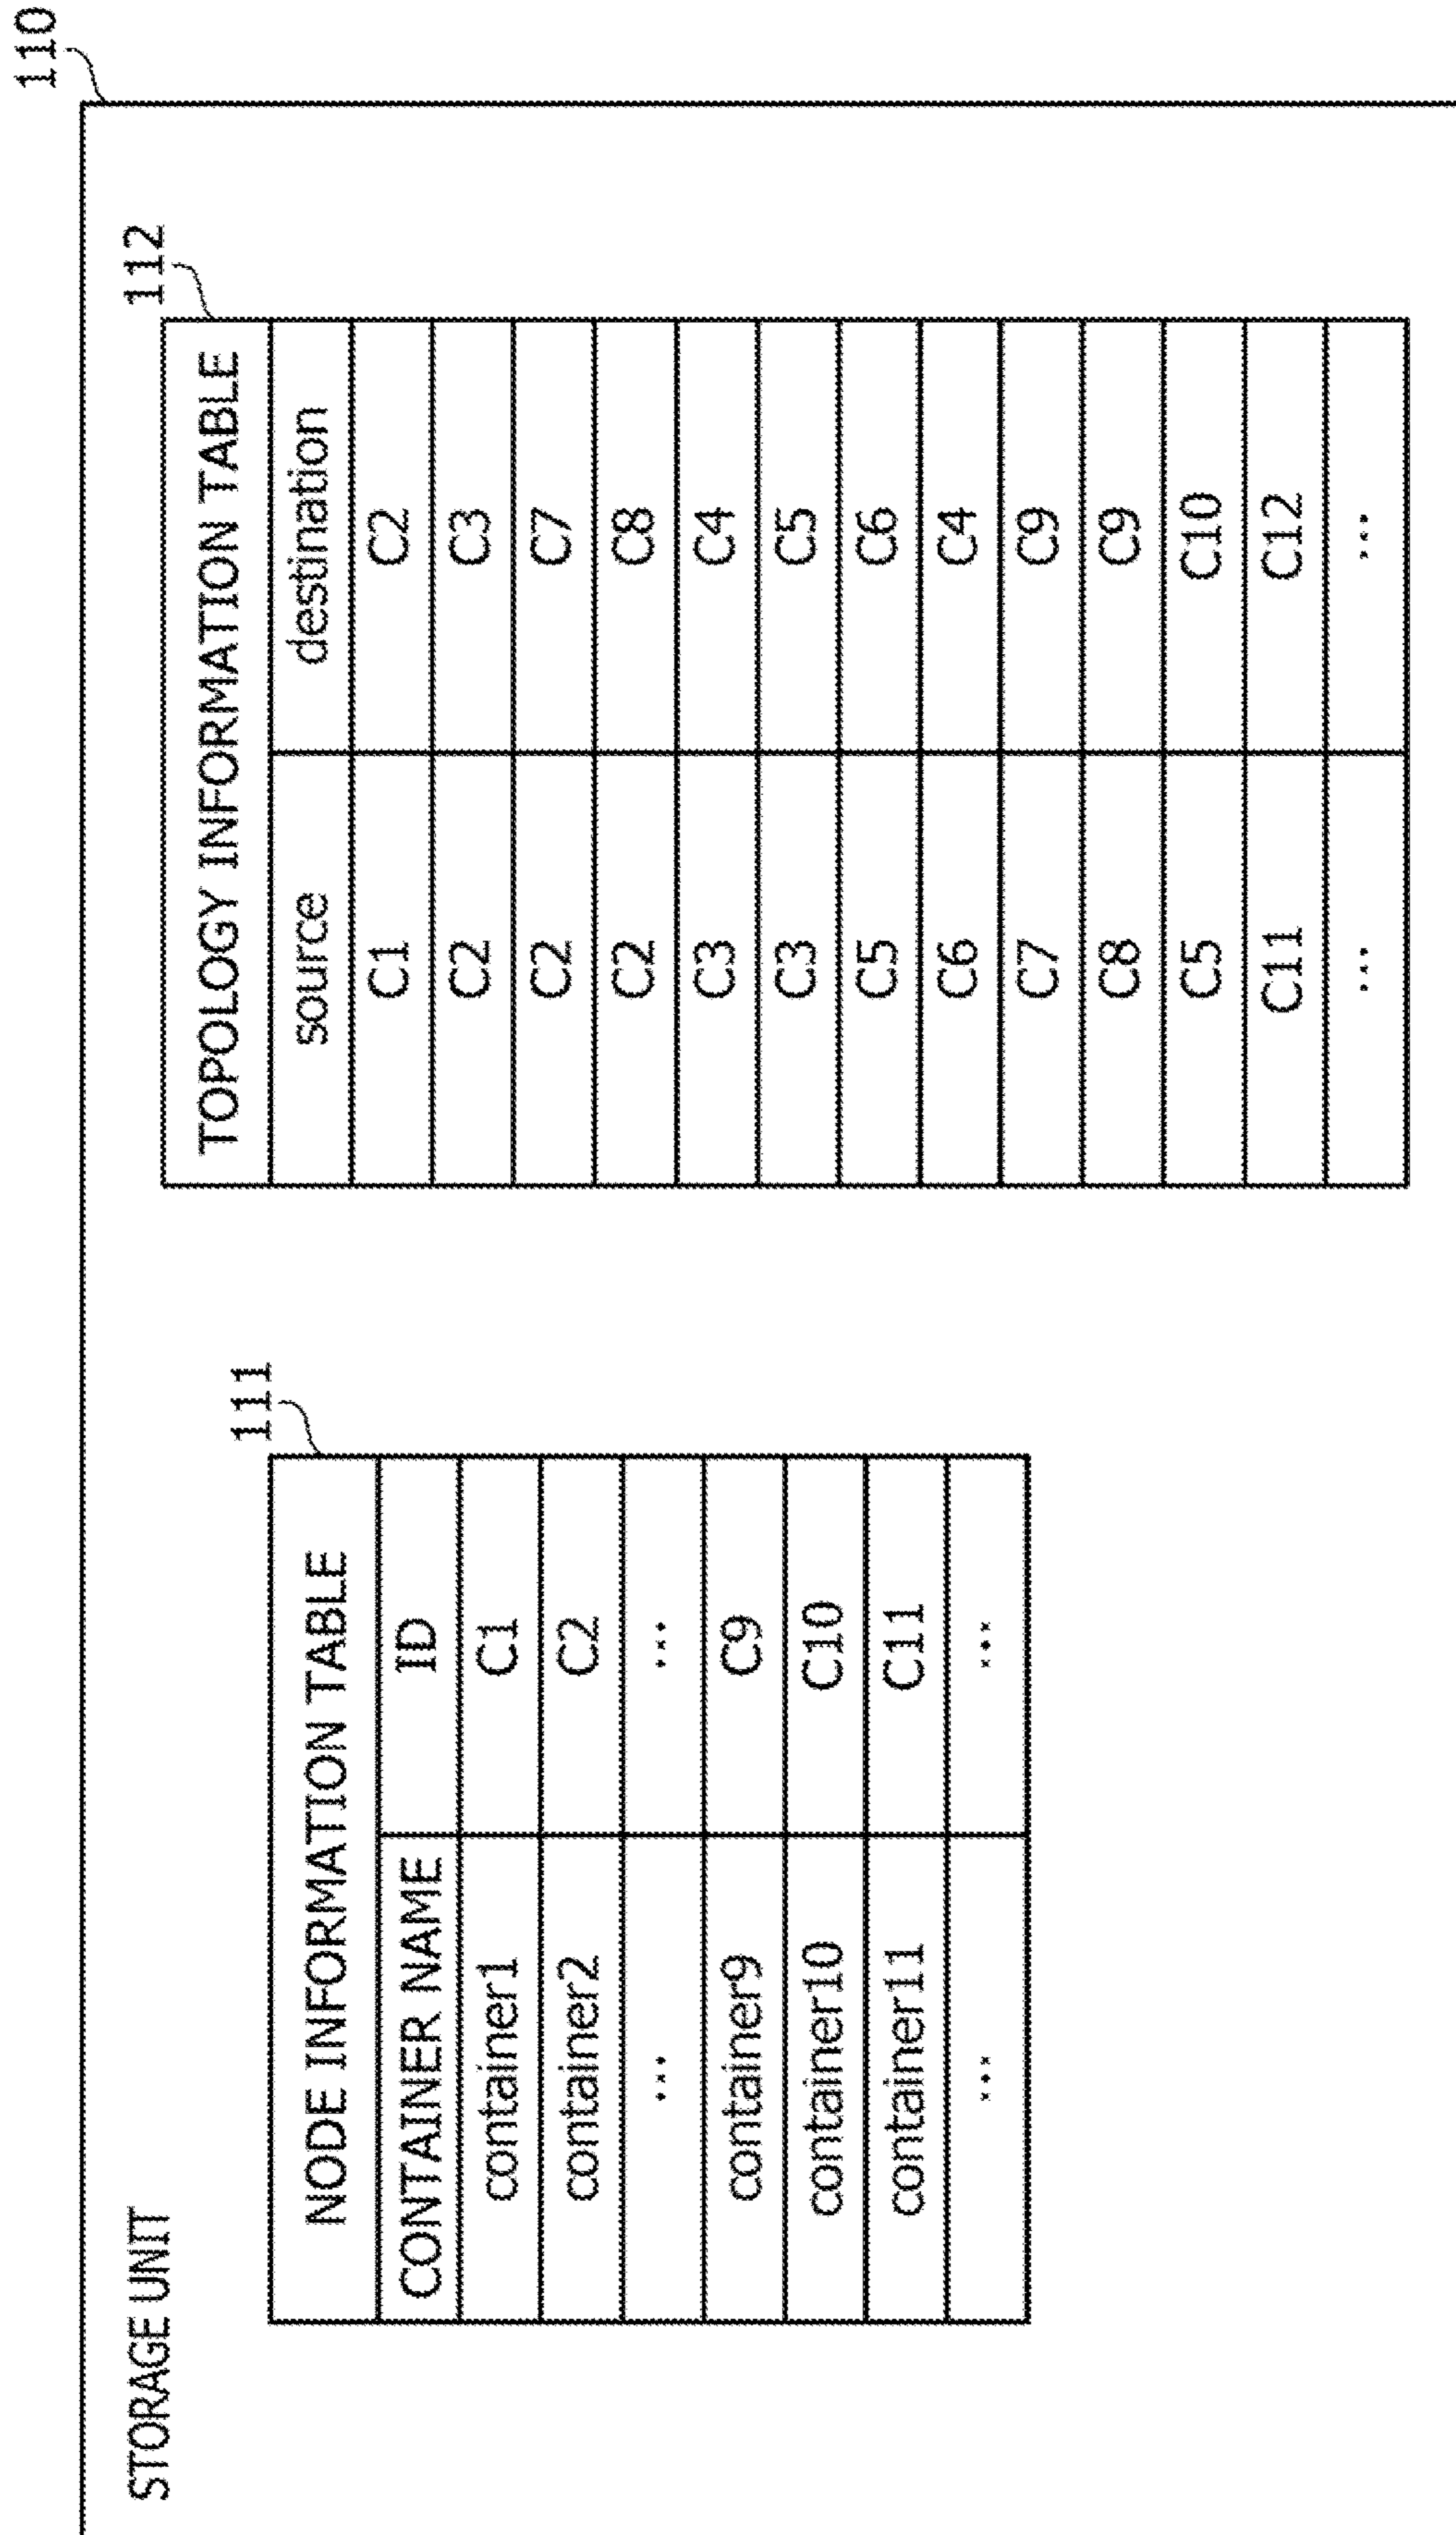 110
STORAGE UNIT
111
NODE INFORMATION TABLE
CONTAINER NAME ID
container1 C1
container2 C2
... ...
container9 C9
container10 C10
container11 C11
... ...
112
TOPOLOGY INFORMATION TABLE
source destination
C1 C2
C2 C3
C2 C7
C2 C8
C3 C4
C3 C5
C5 C6
C6 C4
C7 C9
C8 C9
C5 C10
C11 C12
... ...